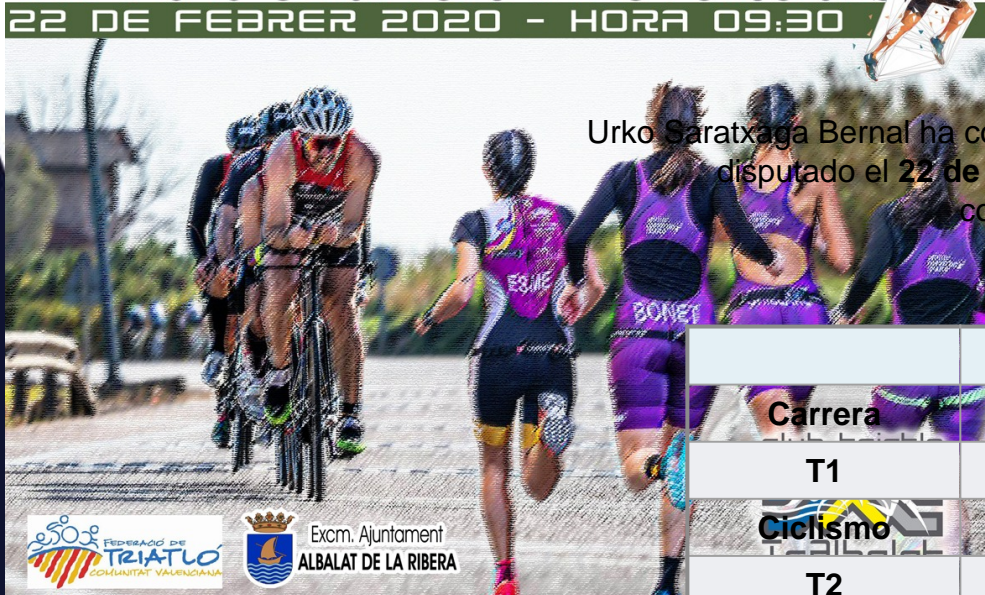 22 DE FEBRER 2020 - HORA 09:30
Urko Saratxaga Bernal ha co
disputado el 22 de
co
ESME
BONET
Carrera
T1
Ciclismo
T2
FEDERACIÓ DE
TRIATLÓ
COMUNITAT VALENCIANA
Excm. Ajuntament
ALBALAT DE LA RIBERA